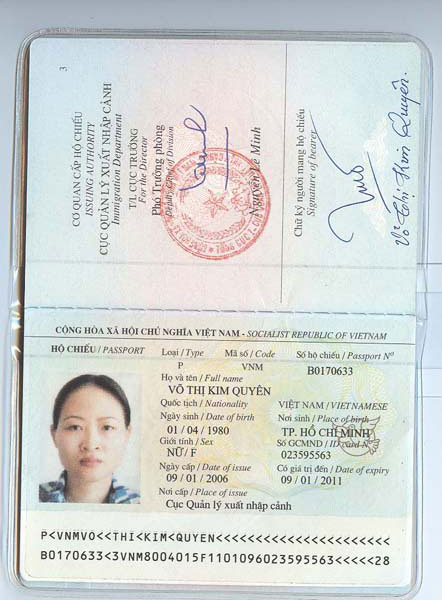 3
CƠ QUAN CẤP HỘ CHIẾU
ISSUING AUTHORITY
CỤC QUẢN LÝ XUẤT NHẬP CẢNH
Immigration Department
T/L CỤC TRƯỞNG
For the Director
Phó Trưởng phòng
Deputy Chief of Division
Nguyễn Vệ Minh
Chữ ký người mang hộ chiếu
Signature of bearer
Võ Thị Kim Quyên
CỘNG HÒA XÃ HỘI CHỦ NGHĨA VIỆT NAM - SOCIALIST REPUBLIC OF VIETNAM
HỘ CHIẾU / PASSPORT Loại / Type Mã số / Code Số hộ chiếu / Passport Nº
P VNM B0170633
Họ và tên / Full name
VÕ THỊ KIM QUYÊN
Quốc tịch / Nationality VIỆT NAM / VIETNAMESE
Ngày sinh / Date of birth Nơi sinh / Place of birth
01 / 04 / 1980 TP. HỒ CHÍ MINH
Giới tính / Sex Số GCMND / ID card Nº
NỮ / F 023595563
Ngày cấp / Date of issue Có giá trị đến / Date of expiry
09 / 01 / 2006 09 / 01 / 2011
Nơi cấp / Place of issue
Cục Quản lý xuất nhập cảnh
P<VNMVO<<THI<KIM<QUYEN<<<<<<<<<<<<<<<<<<<<<<
B0170633<3VNM8004015F1101096023595563<<<<<28